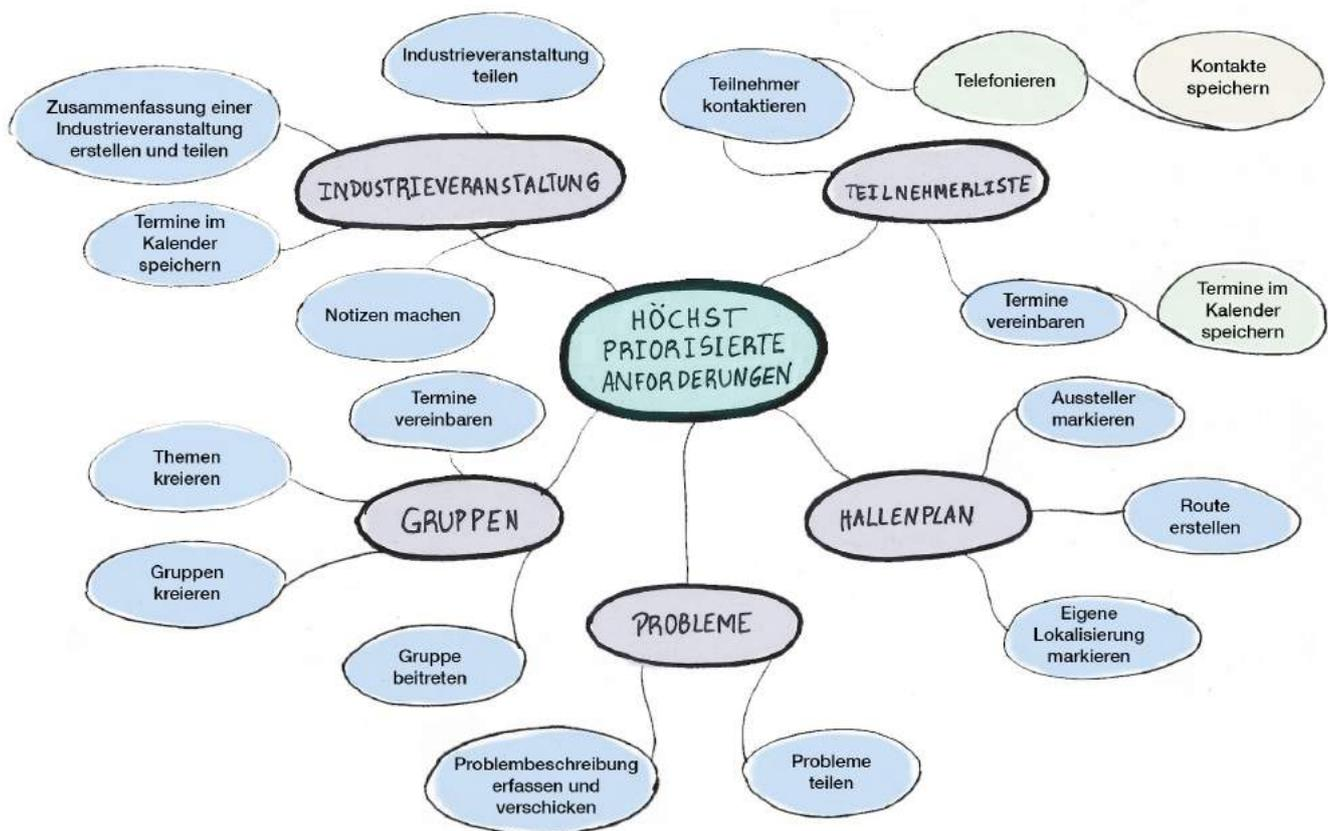 Industrieveranstaltung
teilen
Zusammenfassung einer
Industrieveranstaltung
erstellen und teilen
INDUSTRIEVERANSTALTUNG
Termine im
Kalender
speichern
Notizen machen
Teilnehmer
kontaktieren
Telefonieren
Kontakte
speichern
TEILNEHMERLISTE
Termine
vereinbaren
Termine im
Kalender
speichern
HÖCHST
PRIORISIERTE
ANFORDERUNGEN
Termine
vereinbaren
Themen
kreieren
GRUPPEN
Gruppen
kreieren
Gruppe
beitreten
Aussteller
markieren
HALLENPLAN
Route
erstellen
Eigene
Lokalisierung
markieren
PROBLEME
Problembeschreibung
erfassen und
verschicken
Probleme
teilen